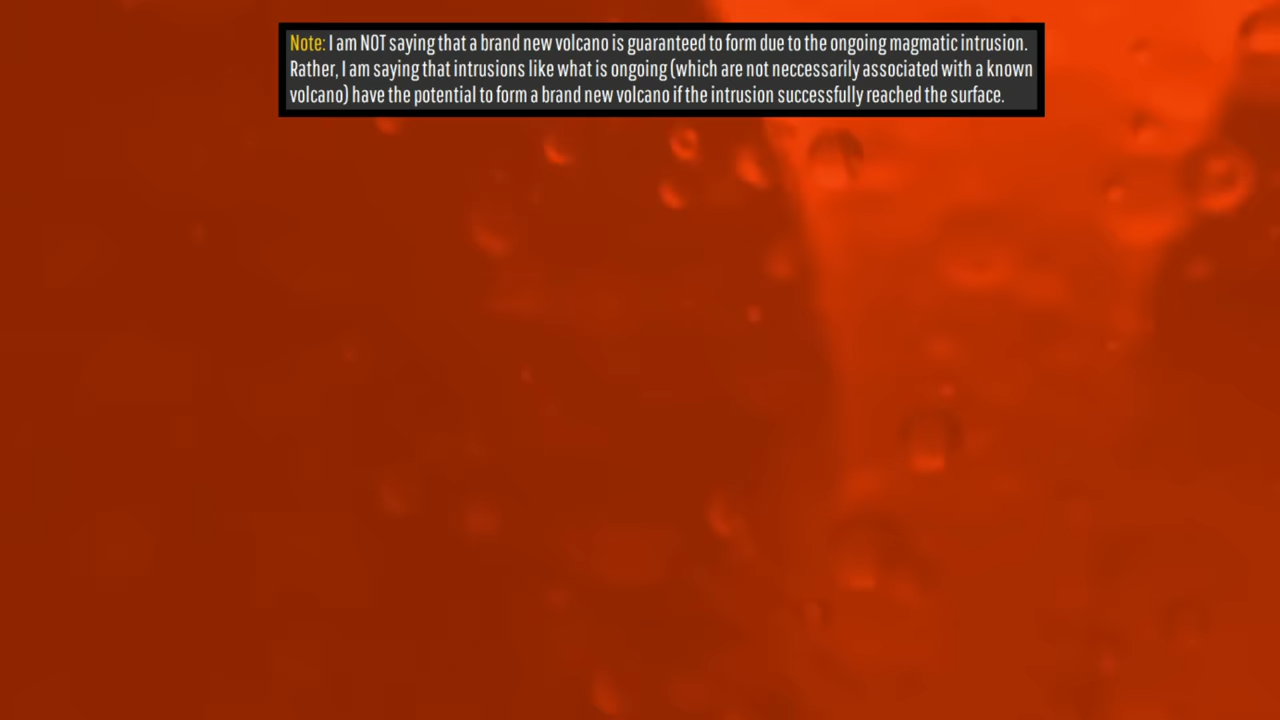 Note: I am NOT saying that a brand new volcano is guaranteed to form due to the ongoing magmatic intrusion.
Rather, I am saying that intrusions like what is ongoing (which are not neccessarily associated with a known
volcano) have the potential to form a brand new volcano if the intrusion successfully reached the surface.